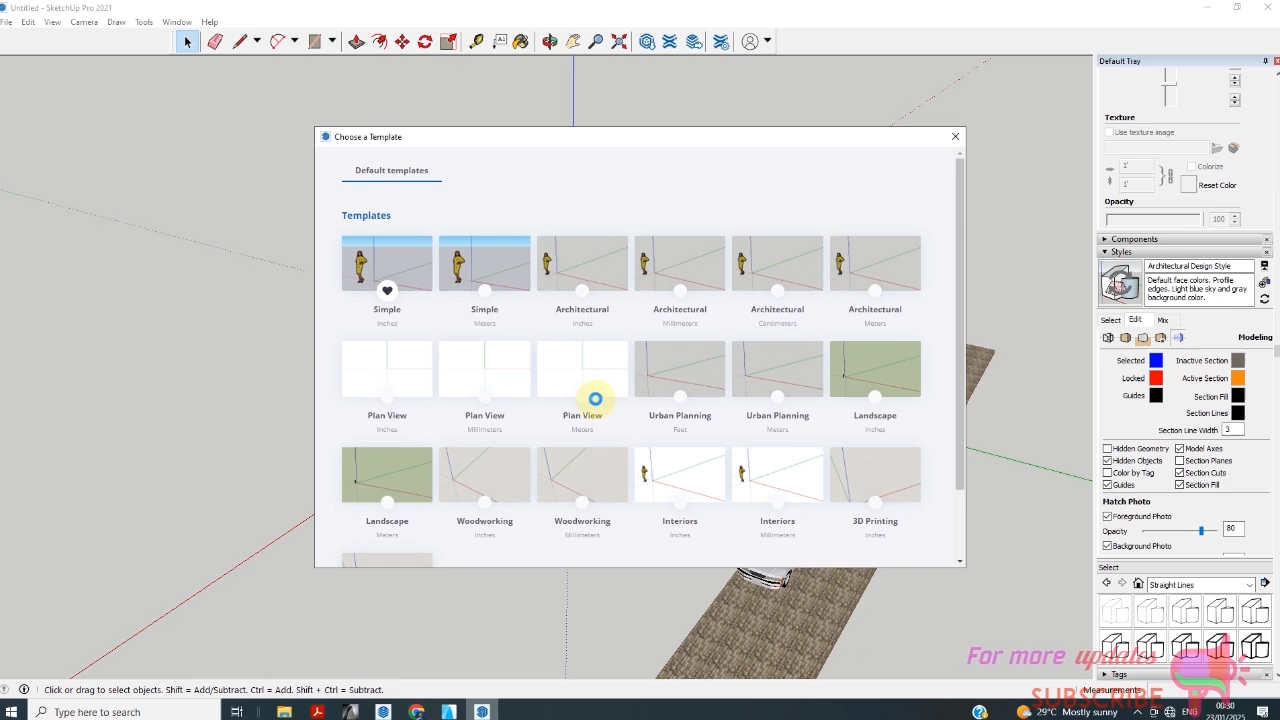 Untitled - SketchUp Pro 2021
File Edit View Camera Draw Tools Window Help
Default Tray
Texture
Use texture image
1'
Colorize
1'
Reset Color
Opacity
100
Components
Styles
Architectural Design Style
Default face colors. Profile
edges. Light blue sky and gray
background color.
Select Edit Mix
Modeling
Selected Inactive Section
Locked Active Section
Guides Section Fill
Section Lines
Section Line Width 3
Hidden Geometry Model Axes
Hidden Objects Section Planes
Color by Tag Section Cuts
Guides Section Fill
Match Photo
Foreground Photo
Opacity 80
Background Photo
Select
Straight Lines
Tags
Measurements
Choose a Template
Default templates
Templates
Simple Simple Architectural Architectural Architectural Architectural
Inches Meters Inches Millimeters Centimeters Meters
Plan View Plan View Plan View Urban Planning Urban Planning Landscape
Inches Millimeters Meters Feet Meters Inches
Landscape Woodworking Woodworking Interiors Interiors 3D Printing
Meters Inches Millimeters Inches Millimeters Inches
For more updates
SUBSCRIBE
Click or drag to select objects. Shift = Add/Subtract. Ctrl = Add. Shift + Ctrl = Subtract.
Type here to search
29°C Mostly sunny
ENG
00:30
23/01/2023